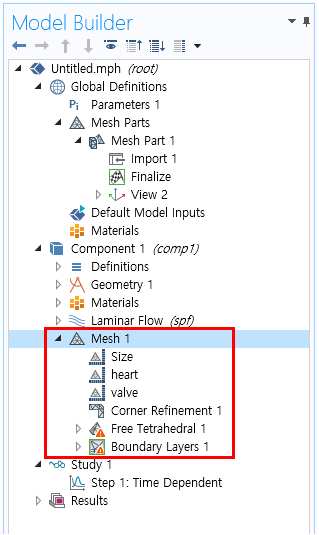 Model Builder
Untitled.mph (root)
Global Definitions
Pi Parameters 1
Mesh Parts
Mesh Part 1
Import 1
Finalize
View 2
Default Model Inputs
Materials
Component 1 (comp1)
Definitions
Geometry 1
Materials
Laminar Flow (spf)
Mesh 1
Size
heart
valve
Corner Refinement 1
Free Tetrahedral 1
Boundary Layers 1
Study 1
Step 1: Time Dependent
Results